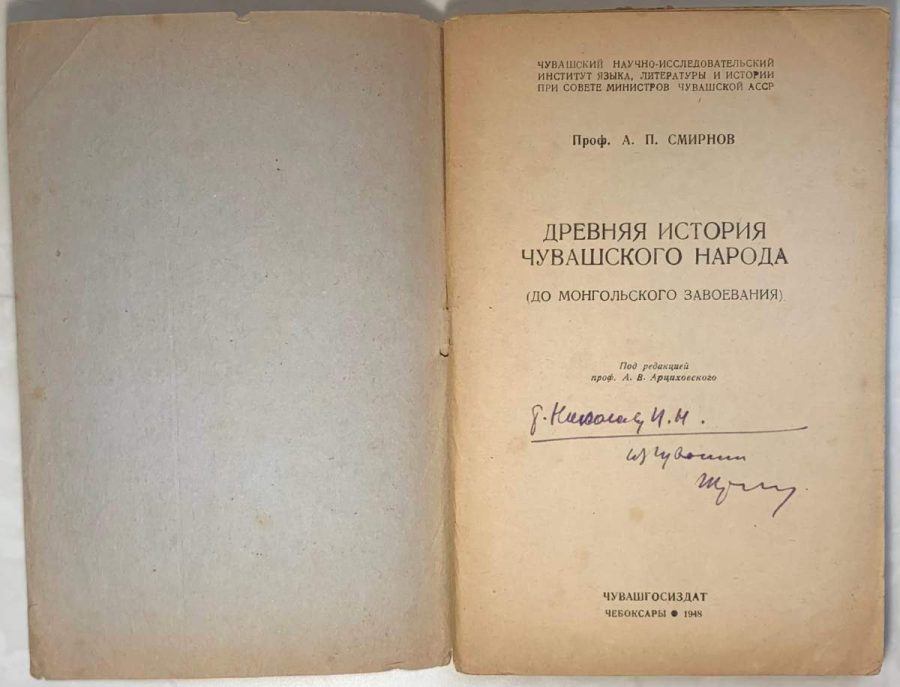 ЧУВАШСКИЙ НАУЧНО-ИССЛЕДОВАТЕЛЬСКИЙ
ИНСТИТУТ ЯЗЫКА, ЛИТЕРАТУРЫ И ИСТОРИИ
ПРИ СОВЕТЕ МИНИСТРОВ ЧУВАШСКОЙ АССР
Проф. А. П. СМИРНОВ
ДРЕВНЯЯ ИСТОРИЯ
ЧУВАШСКОГО НАРОДА
(ДО МОНГОЛЬСКОГО ЗАВОЕВАНИЯ)
Под редакцией
проф. А. В. Арциховского
И. Н.
ЧУВАШГОСИЗДАТ
ЧЕБОКСАРЫ ● 1948